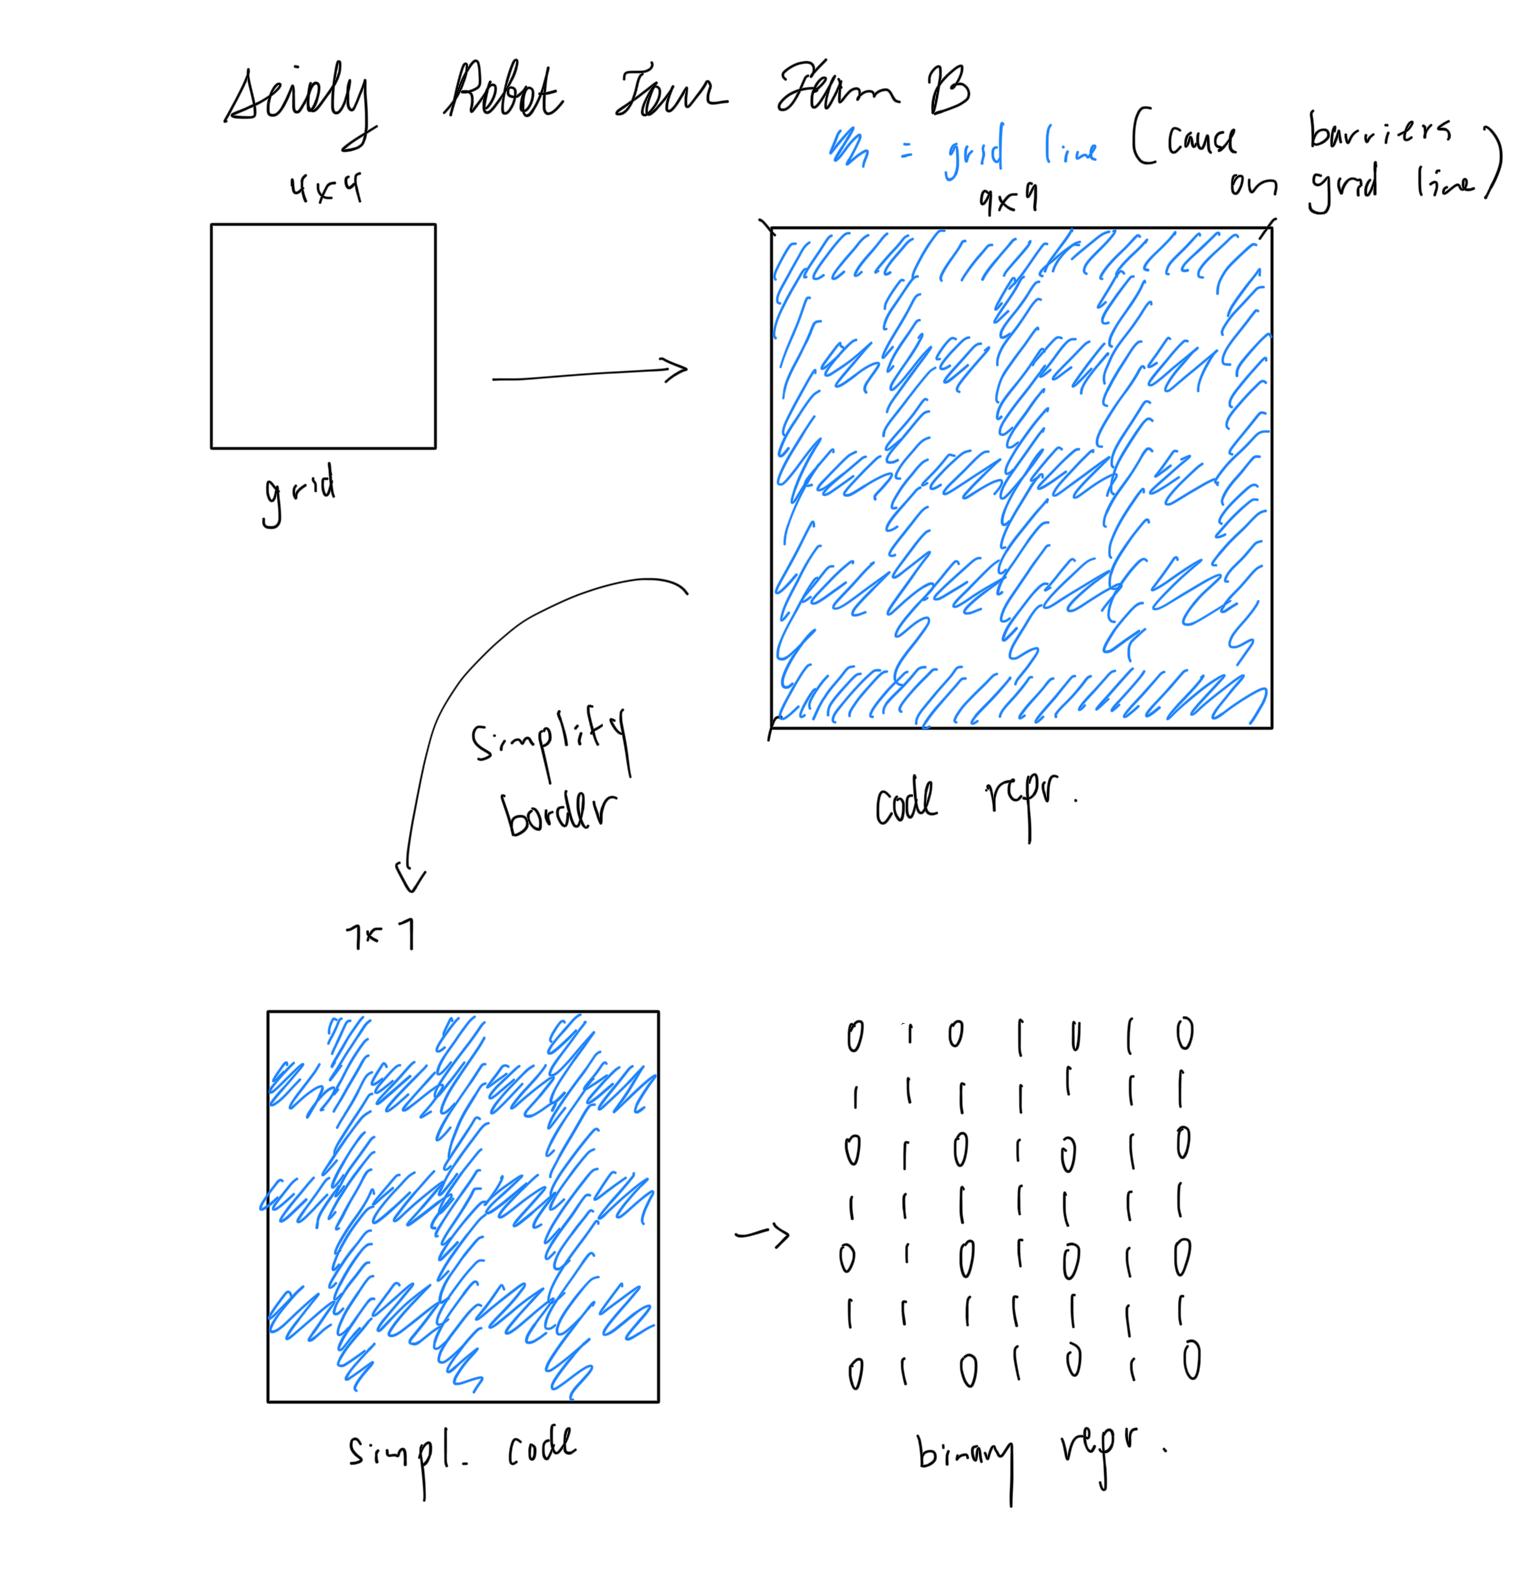 Scioly Robot Tour Team B
= grid line (cause barriers
on grid line)
4x4
9x9
grid
code repr.
simplify
border
7x7
0 1 0 1 0 1 0
1 1 1 1 1 1 1
0 1 0 1 0 1 0
1 1 1 1 1 1 1
0 1 0 1 0 1 0
1 1 1 1 1 1 1
0 1 0 1 0 1 0
simpl. code
binary repr.